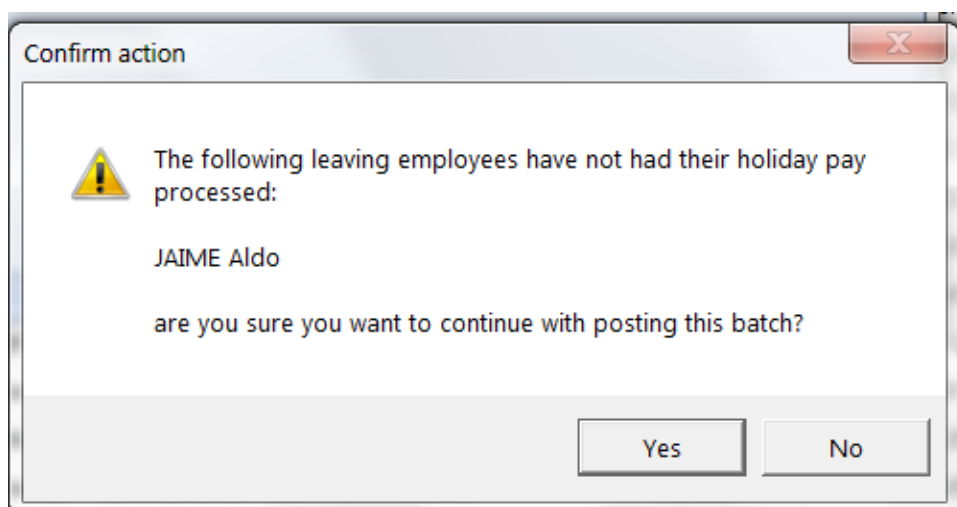 Confirm action
The following leaving employees have not had their holiday pay
processed:
JAIME Aldo
are you sure you want to continue with posting this batch?
Yes
No